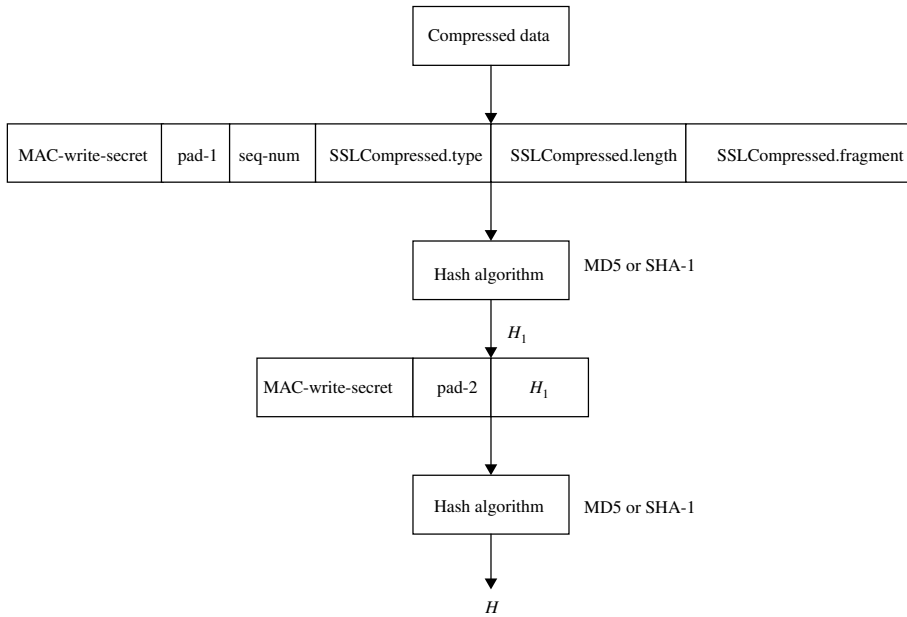 Compressed data
MAC-write-secret pad-1 seq-num SSLCompressed.type SSLCompressed.length SSLCompressed.fragment
Hash algorithm MD5 or SHA-1
H₁
MAC-write-secret pad-2 H₁
Hash algorithm MD5 or SHA-1
H